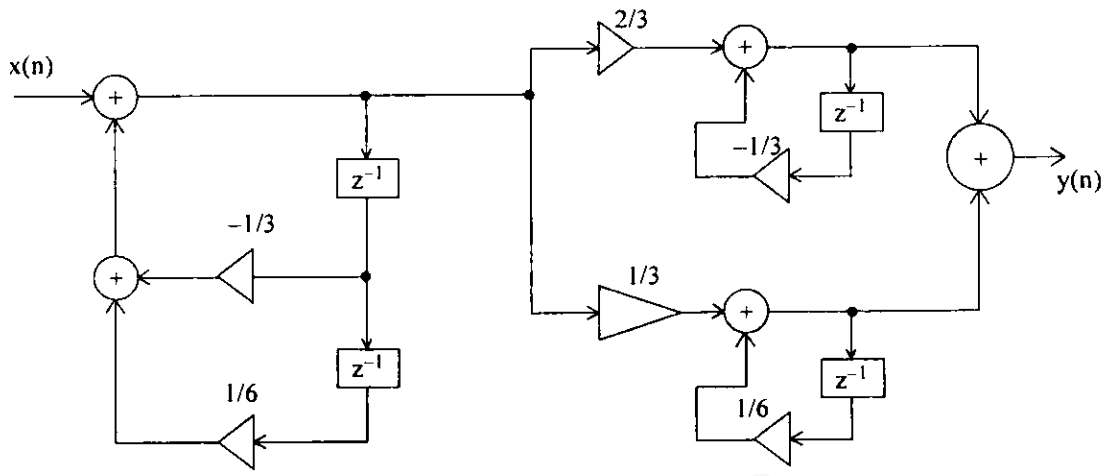 2/3
x(n)
+
+
z⁻¹
z⁻¹
−1/3
+
y(n)
−1/3
+
1/3
+
z⁻¹
z⁻¹
1/6
1/6